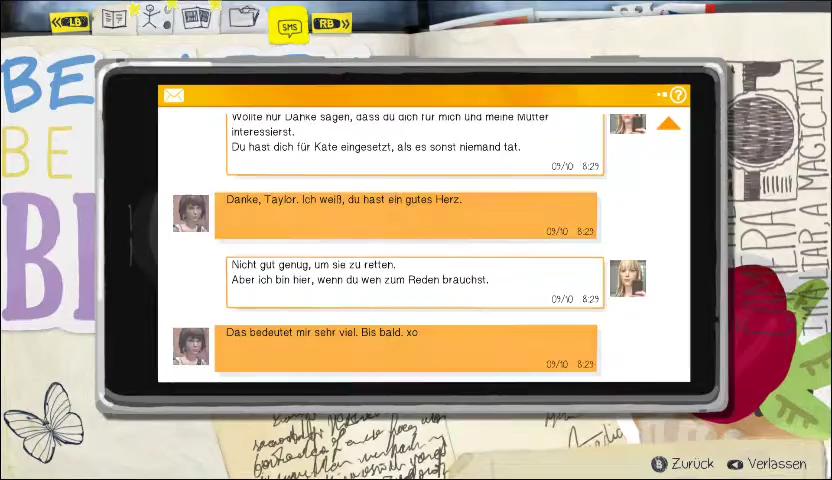 LB
SMS
RB
BE
BE
Wollte nur Danke sagen, dass du dich für mich und meine Mutter
interessierst.
Du hast dich für Kate eingesetzt, als es sonst niemand tat.
09/10 8:29
Danke, Taylor. Ich weiß, du hast ein gutes Herz.
09/10 8:29
Nicht gut genug, um sie zu retten.
Aber ich bin hier, wenn du wen zum Reden brauchst.
09/10 8:29
Das bedeutet mir sehr viel. Bis bald. xo
09/10 8:29
MAGICIAN
B Zurück
Verlassen